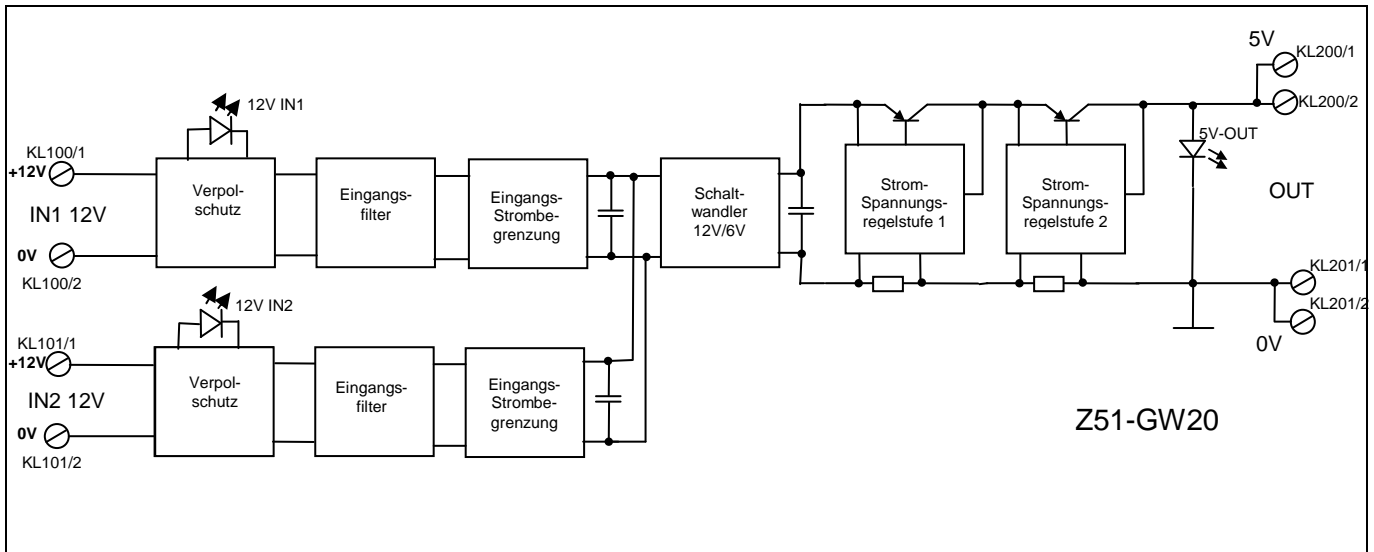 5V
KL200/1
KL200/2
12V IN1
KL100/1
+12V
IN1 12V
0V
KL100/2
Verpol-
schutz
Eingangs-
filter
Eingangs-
Strombe-
grenzung
Schalt-
wandler
12V/6V
Strom-
Spannungs-
regelstufe 1
Strom-
Spannungs-
regelstufe 2
5V-OUT
OUT
KL201/1
KL201/2
0V
12V IN2
KL101/1
+12V
IN2 12V
0V
KL101/2
Verpol-
schutz
Eingangs-
filter
Eingangs-
Strombe-
grenzung
Z51-GW20